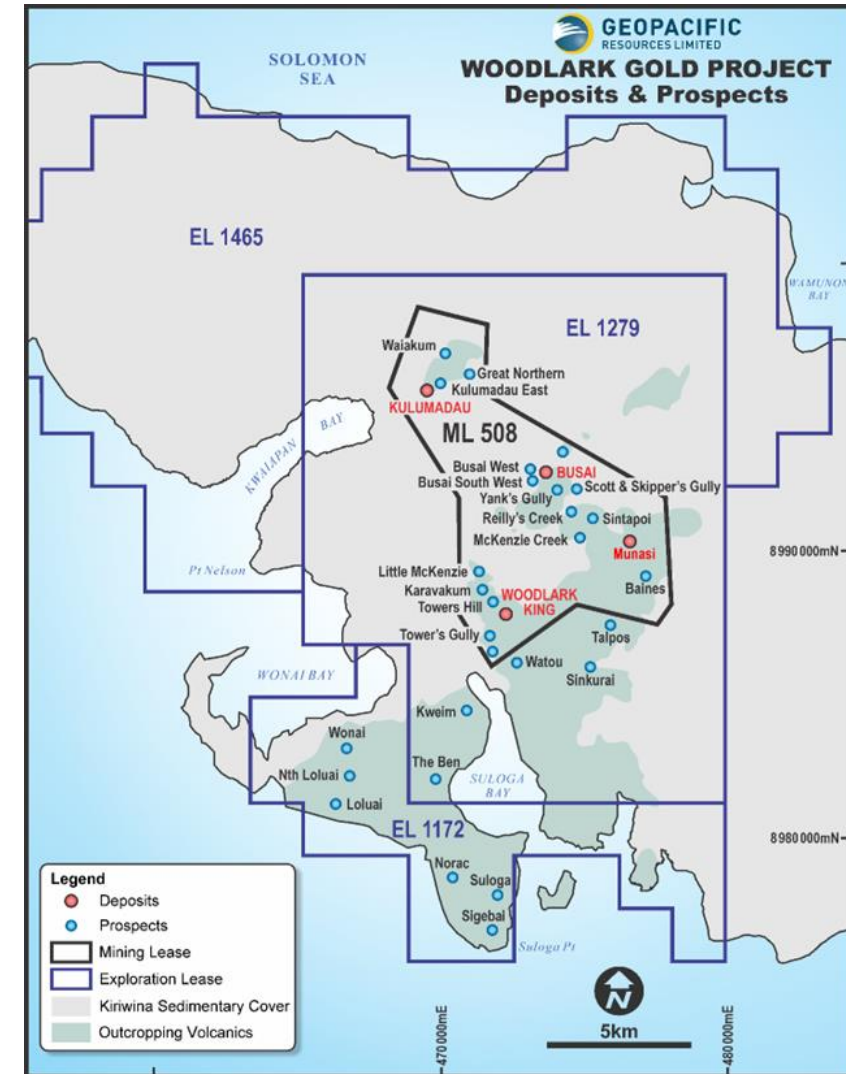 GEOPACIFIC
RESOURCES LIMITED
WOODLARK GOLD PROJECT
Deposits & Prospects
SOLOMON
SEA
EL 1465
WAMUNON
BAY
EL 1279
Waiakum
Great Northern
Kulumadau East
KULUMADAU
KWAIAPAN BAY
ML 508
Busai West
BUSAI
Busai South West
Scott & Skipper's Gully
Yank's Gully
Reilly's Creek
Sintapoi
McKenzie Creek
Munasi
8 990 000mN
Pt Nelson
Little McKenzie
Baines
Karavakum
WOODLARK
KING
Towers Hill
Talpos
Tower's Gully
Watou
Sinkurai
WONAI BAY
Kweim
Wonai
The Ben
Nth Loluai
SULOGA
BAY
Loluai
EL 1172
8 980 000mN
Norac
Suloga
Sigebai
Suloga Pt
Legend
Deposits
Prospects
Mining Lease
Exploration Lease
Kiriwina Sedimentary Cover
Outcropping Volcanics
N
5km
470 000mE
480 000mE